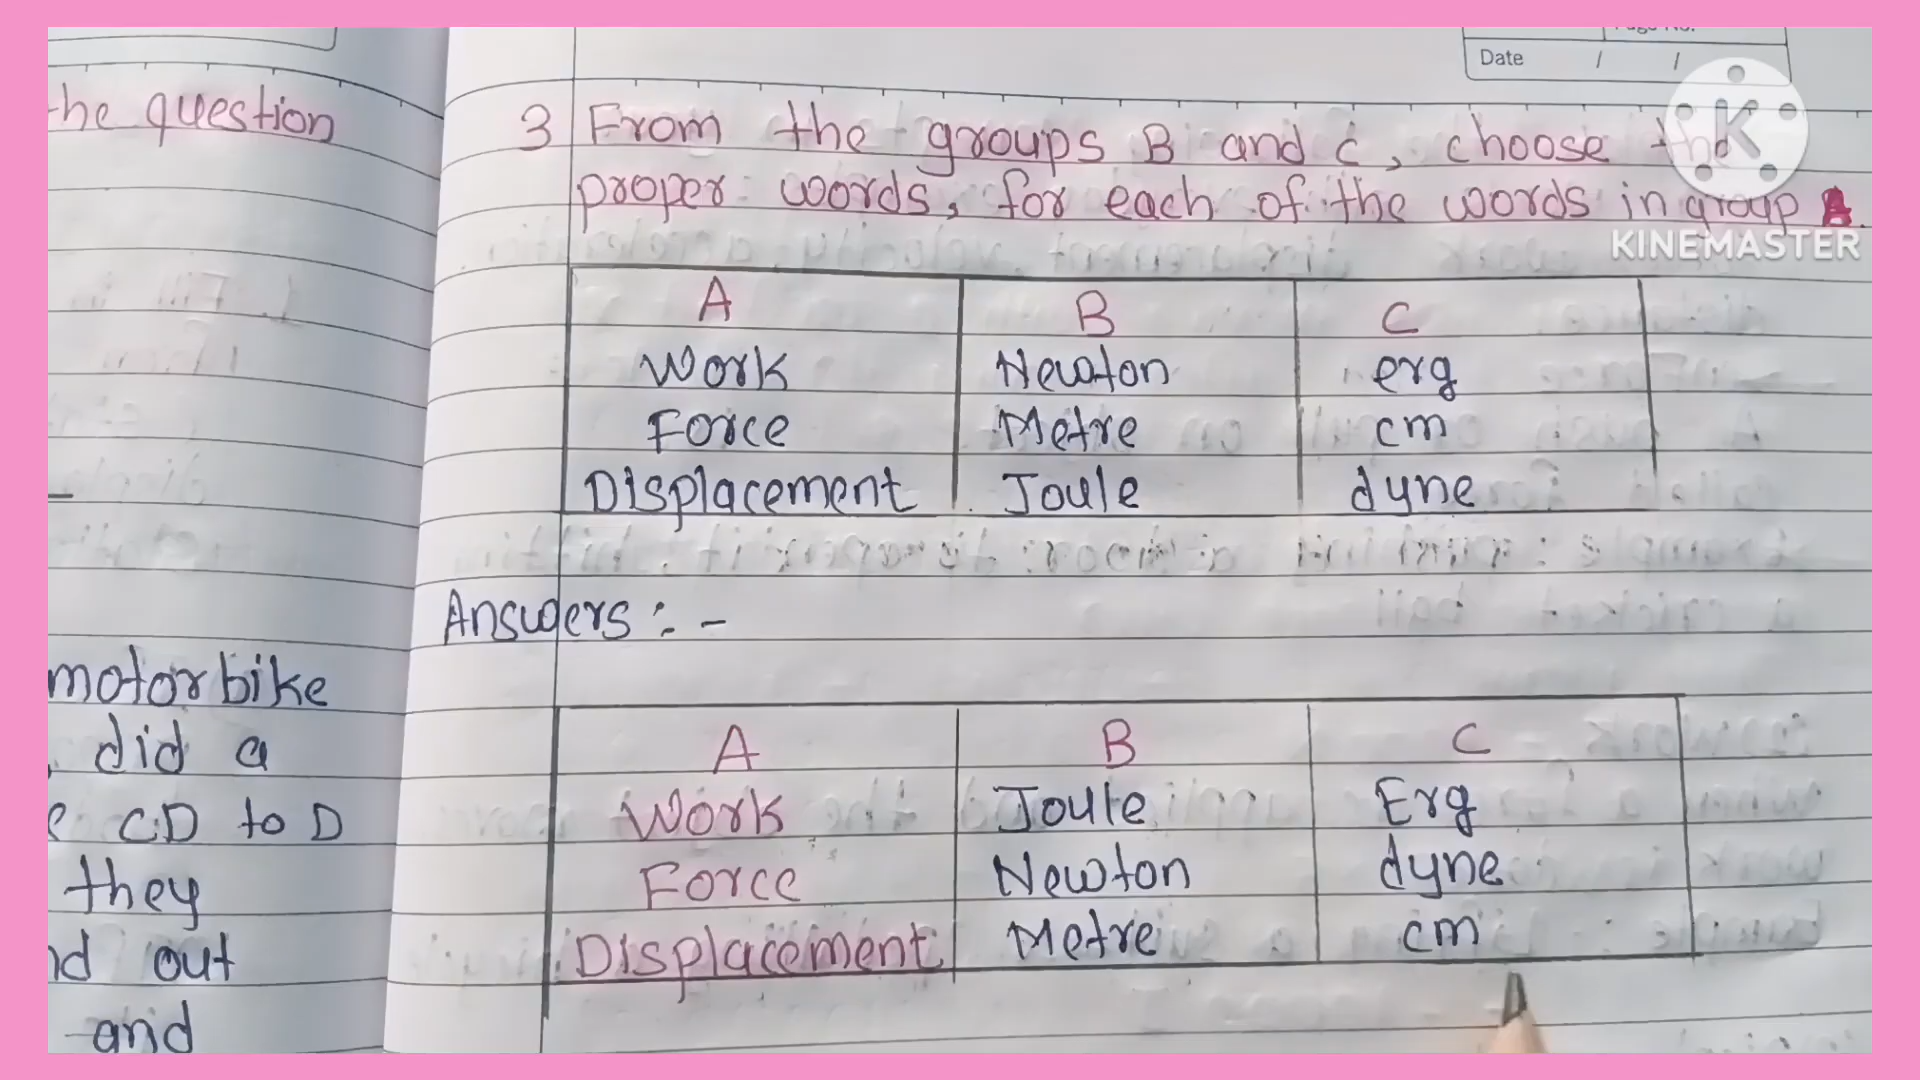 Date / /
he question
3 From the groups B and C, choose the
proper words, for each of the words in group A.
KINEMASTER
A B C
Work Newton erg
Force Metre cm
Displacement Joule dyne
Answers : -
A B C
Work Joule Erg
Force Newton dyne
Displacement Metre cm
motorbike
did a
CD to D
they
out
and